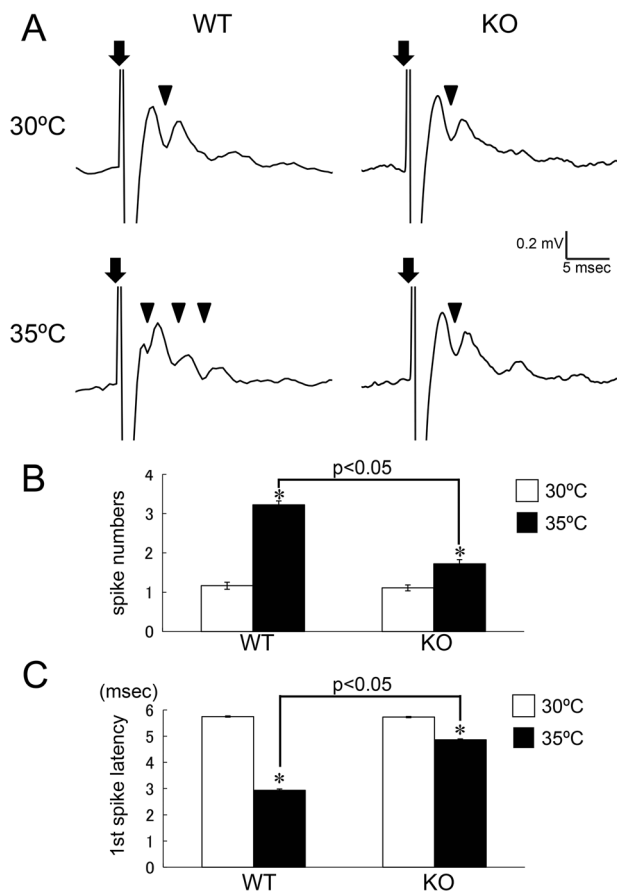 A
WT
KO
30ºC
0.2 mV
5 msec
35ºC
B
p<0.05
30ºC
35ºC
spike numbers
4
3
2
1
0
*
*
WT
KO
C
(msec)
p<0.05
30ºC
35ºC
1st spike latency
6
5
4
3
2
1
0
*
*
WT
KO